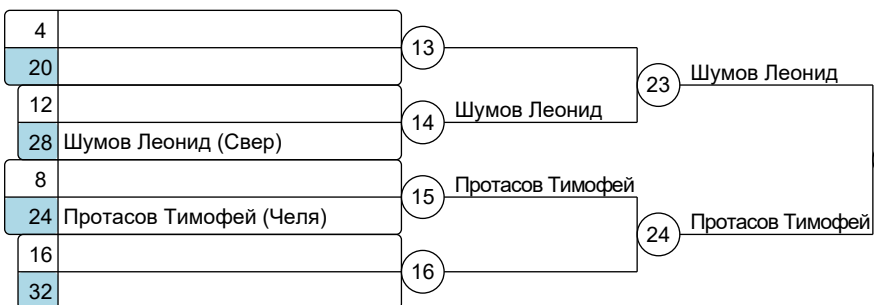 4
20
13
12
28 Шумов Леонид (Свер)
14 Шумов Леонид
23 Шумов Леонид
8
24 Протасов Тимофей (Челя)
15 Протасов Тимофей
16
32
16
24 Протасов Тимофей